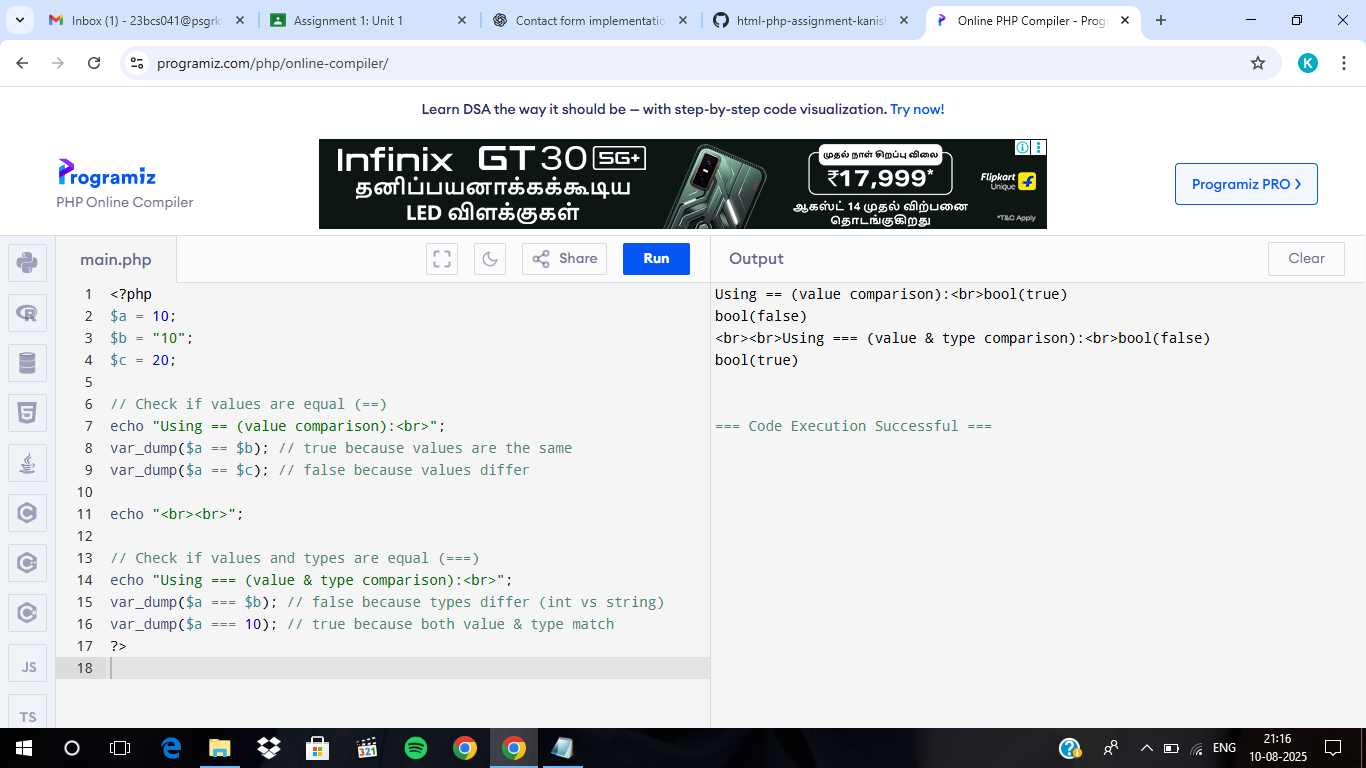 Inbox (1) - 23bcs041@psgrk
Assignment 1: Unit 1
Contact form implementatio
html-php-assignment-kanish
Online PHP Compiler - Prog
programiz.com/php/online-compiler/
K
Learn DSA the way it should be — with step-by-step code visualization. Try now!
Programiz
PHP Online Compiler
Infinix GT 30 5G+
தனிப்பயனாக்கக்கூடிய
LED விளக்குகள்
முதல் நாள் சிறப்பு விலை
₹17,999*
ஆகஸ்ட் 14 முதல் விற்பனை
தொடங்குகிறது
Flipkart
Unique
*T&C Apply
Programiz PRO
main.php
Share
Run
Output
Clear
1 <?php
2 $a = 10;
3 $b = "10";
4 $c = 20;
5
6 // Check if values are equal (==)
7 echo "Using == (value comparison):<br>";
8 var_dump($a == $b); // true because values are the same
9 var_dump($a == $c); // false because values differ
10
11 echo "<br><br>";
12
13 // Check if values and types are equal (===)
14 echo "Using === (value & type comparison):<br>";
15 var_dump($a === $b); // false because types differ (int vs string)
16 var_dump($a === 10); // true because both value & type match
17 ?>
18
Using == (value comparison):<br>bool(true)
bool(false)
<br><br>Using === (value & type comparison):<br>bool(false)
bool(true)
=== Code Execution Successful ===
JS
TS
321
ENG
21:16
10-08-2025